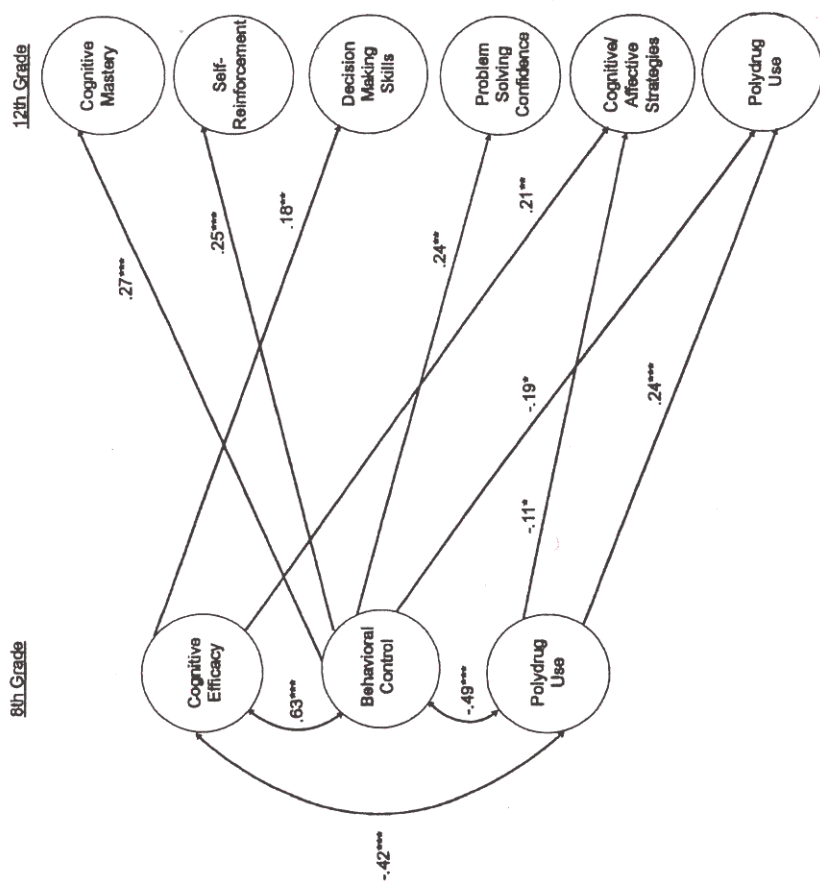 8th Grade
12th Grade
Cognitive
Efficacy
Behavioral
Control
Polydrug
Use
Cognitive
Mastery
Self-
Reinforcement
Decision
Making
Skills
Problem
Solving
Confidence
Cognitive/
Affective
Strategies
Polydrug
Use
.63***
-.49***
-.42***
.27***
.25***
.18**
.24**
.21**
-.19*
-.11*
.24***